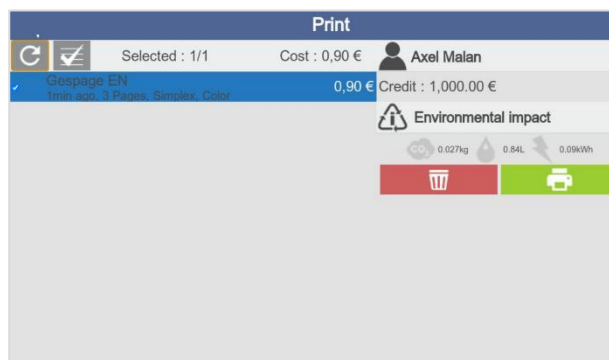 Print
Selected : 1/1
Cost : 0,90 €
Axel Malan
Gespage EN
0,90 €
1min ago, 3 Pages, Simplex, Color
Credit : 1,000.00 €
Environmental impact
CO₂ 0.027kg 0.84L 0.09kWh